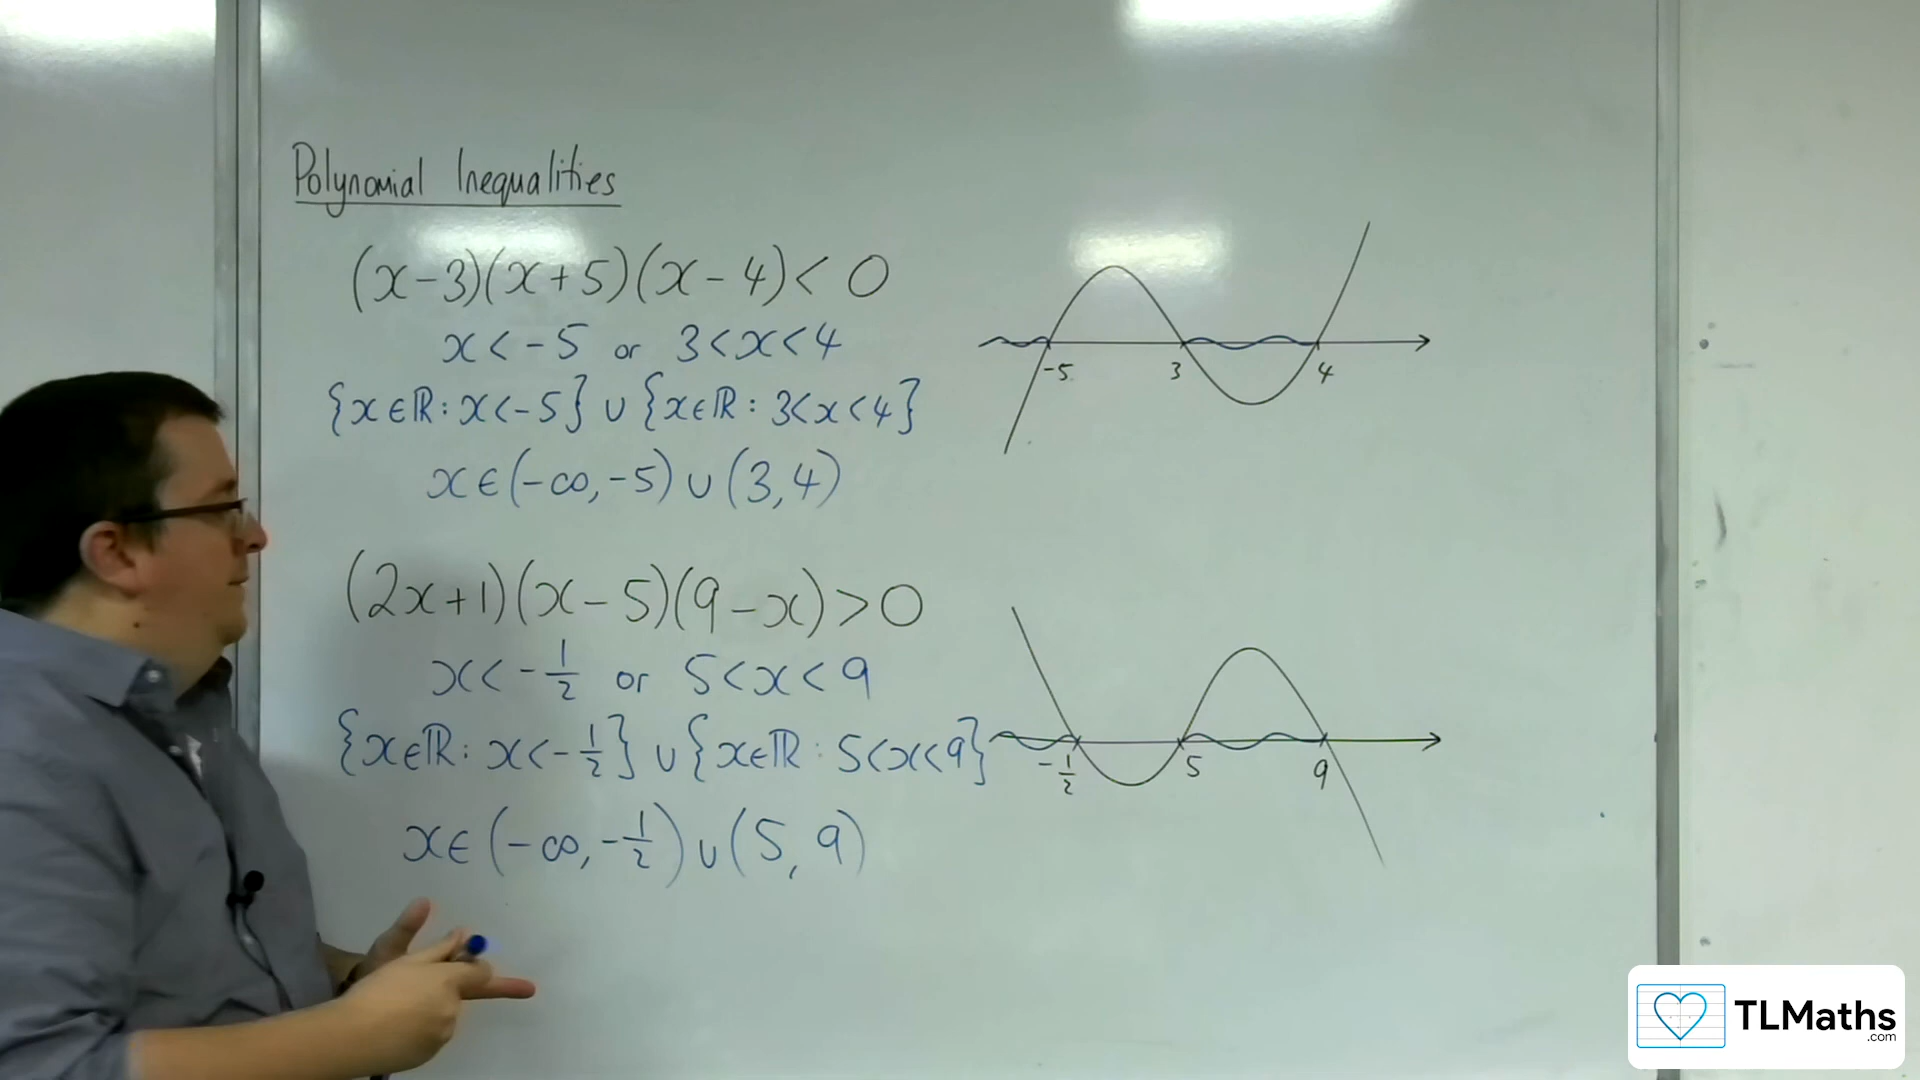 Polynomial Inequalities
(x-3)(x+5)(x-4)<0
x<-5 or 3<x<4
{x∈ℝ: x<-5} ∪ {x∈ℝ: 3<x<4}
x∈(-∞,-5)∪(3,4)
-5 3 4
(2x+1)(x-5)(9-x)>0
x<-1/2 or 5<x<9
{x∈ℝ: x<-1/2} ∪ {x∈ℝ: 5<x<9}
x∈(-∞,-1/2)∪(5,9)
-1/2 5 9
TLMaths
.com